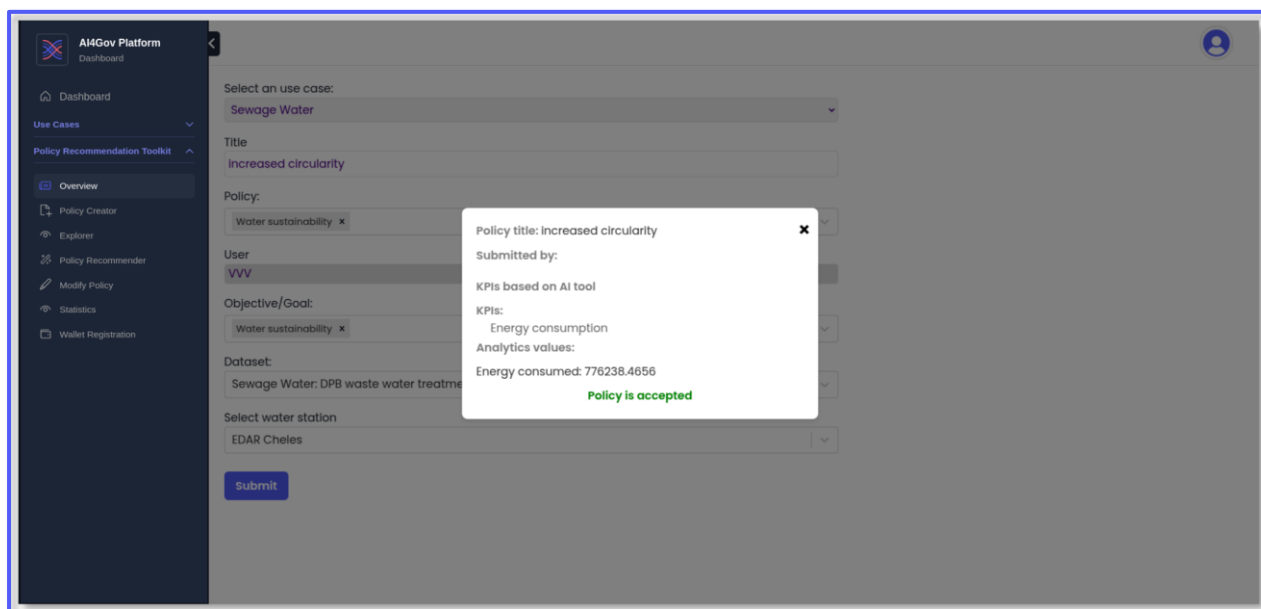 AI4Gov Platform
Dashboard
Dashboard
Use Cases
Policy Recommendation Toolkit
Overview
Policy Creator
Explorer
Policy Recommender
Modify Policy
Statistics
Wallet Registration
Select an use case:
Sewage Water
Title
increased circularity
Policy:
Water sustainability ×
User
VVV
Objective/Goal:
Water sustainability ×
Dataset:
Sewage Water: DPB waste water treatme
Select water station
EDAR Cheles
Submit
Policy title: increased circularity
Submitted by:
KPIs based on AI tool
KPIs:
Energy consumption
Analytics values:
Energy consumed: 776238.4656
Policy is accepted